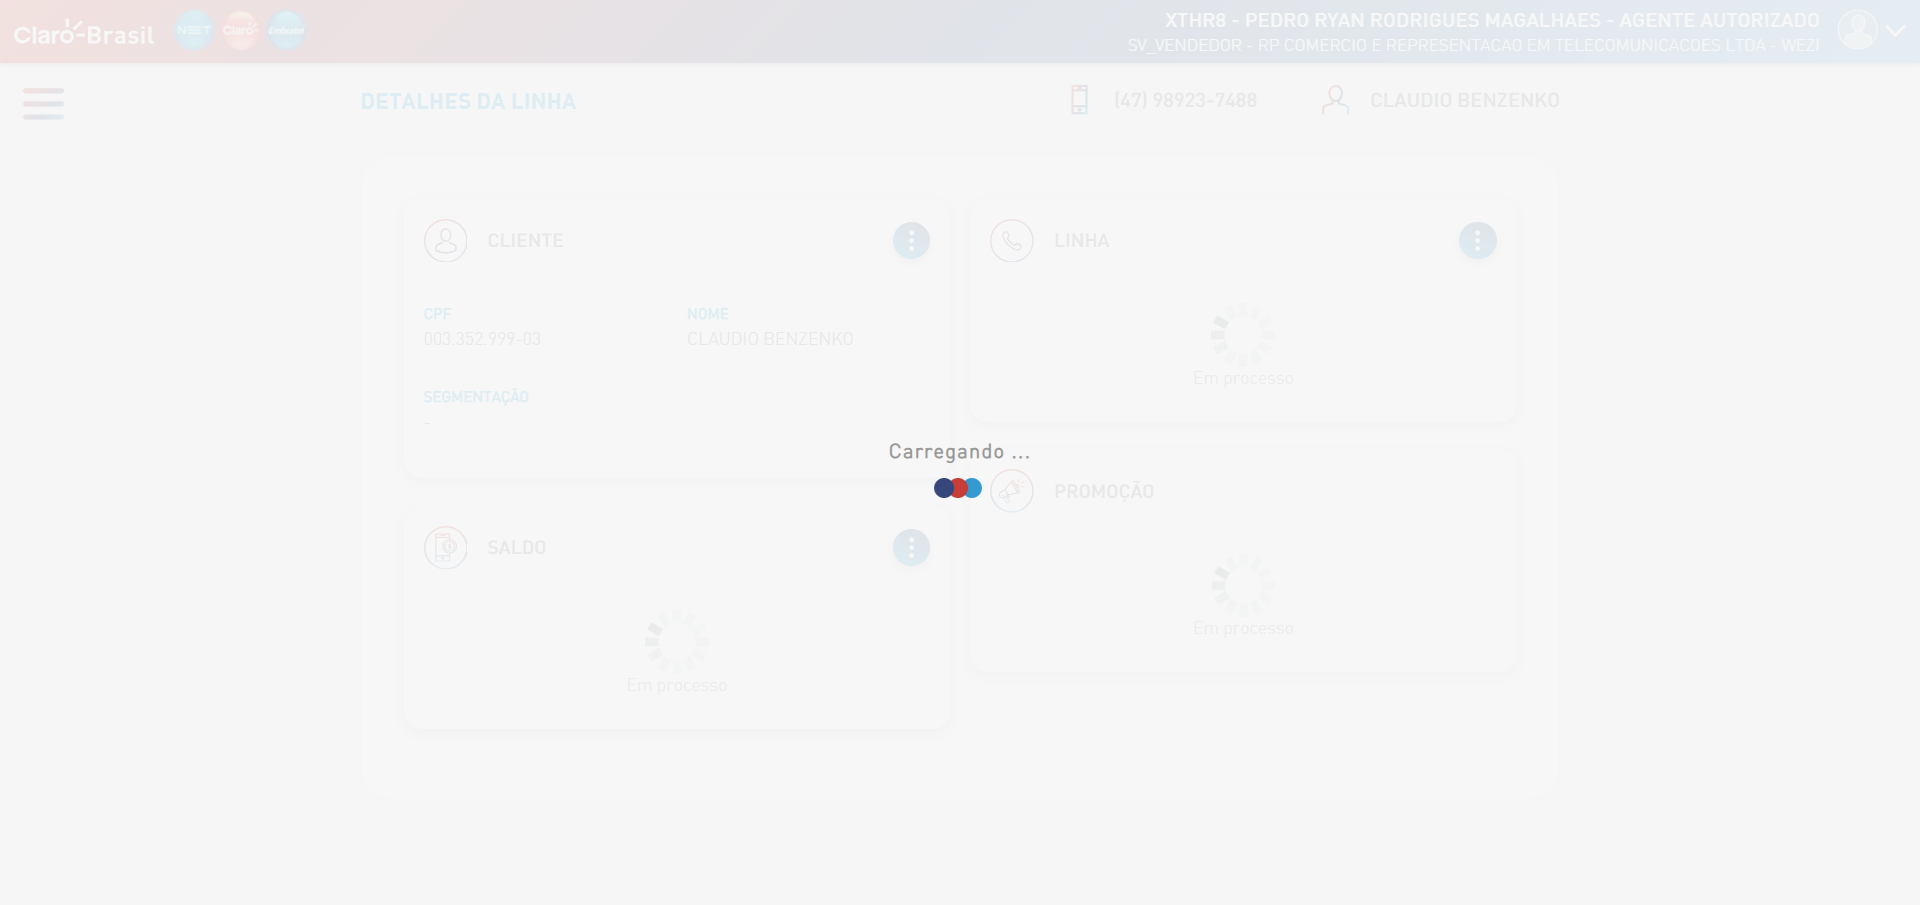 Claro-Brasil NET Claro Embratel
XTHR8 - PEDRO RYAN RODRIGUES MAGALHAES - AGENTE AUTORIZADO
SV_VENDEDOR - RP COMERCIO E REPRESENTACAO EM TELECOMUNICACOES LTDA - WEZI
DETALHES DA LINHA
(47) 98923-7488
CLAUDIO BENZENKO
CLIENTE
CPF
003.352.999-03
NOME
CLAUDIO BENZENKO
SEGMENTAÇÃO
-
LINHA
Em processo
Carregando ...
PROMOÇÃO
Em processo
SALDO
Em processo